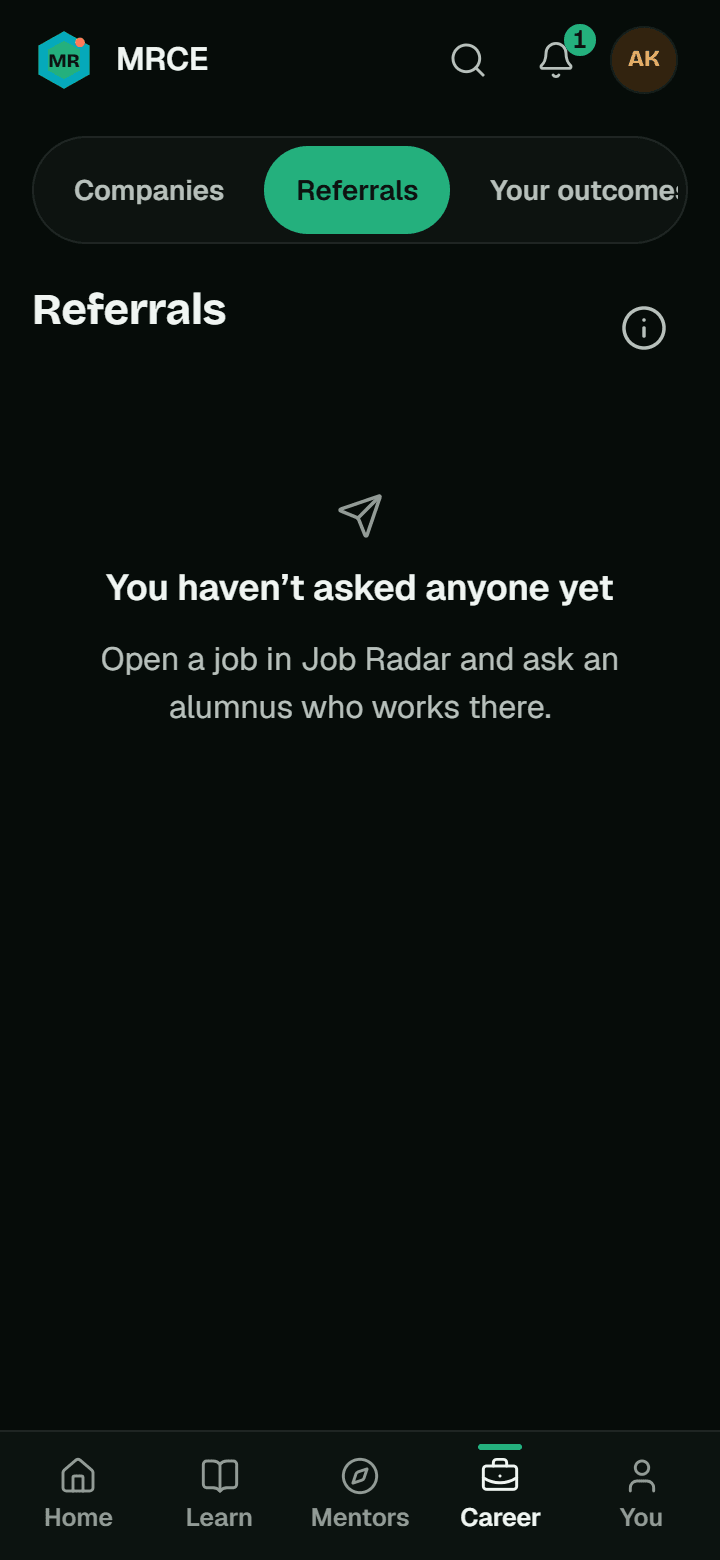 MR
MRCE
1
AK
Companies
Referrals
Your outcomes
Referrals
You haven’t asked anyone yet
Open a job in Job Radar and ask an
alumnus who works there.
Home
Learn
Mentors
Career
You